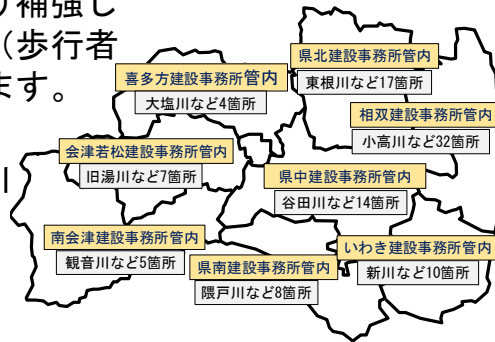 り補強し
（歩行者
ます。
川
県北建設事務所管内
東根川など17箇所
喜多方建設事務所管内
大塩川など4箇所
相双建設事務所管内
小高川など32箇所
会津若松建設事務所管内
旧湯川など7箇所
県中建設事務所管内
谷田川など14箇所
南会津建設事務所管内
観音川など5箇所
いわき建設事務所管内
新川など10箇所
県南建設事務所管内
隈戸川など8箇所